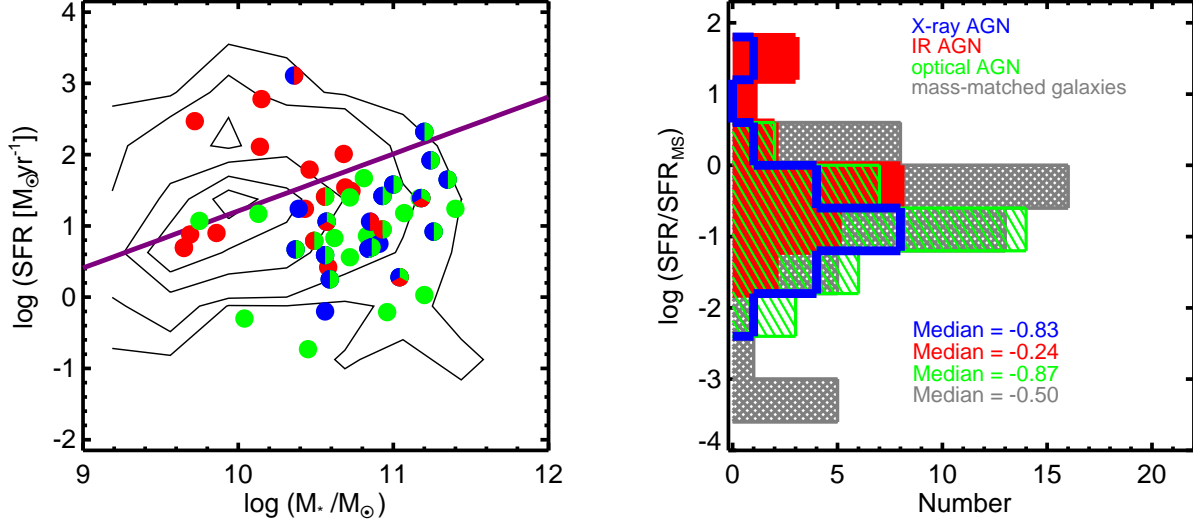 log (SFR [M☉yr⁻¹])
4
3
2
1
0
-1
-2
9
10
11
12
log (M* /M☉)
log (SFR/SFR_MS)
2
1
0
-1
-2
-3
-4
0
5
10
15
20
Number
X-ray AGN
IR AGN
optical AGN
mass-matched galaxies
Median = -0.83
Median = -0.24
Median = -0.87
Median = -0.50